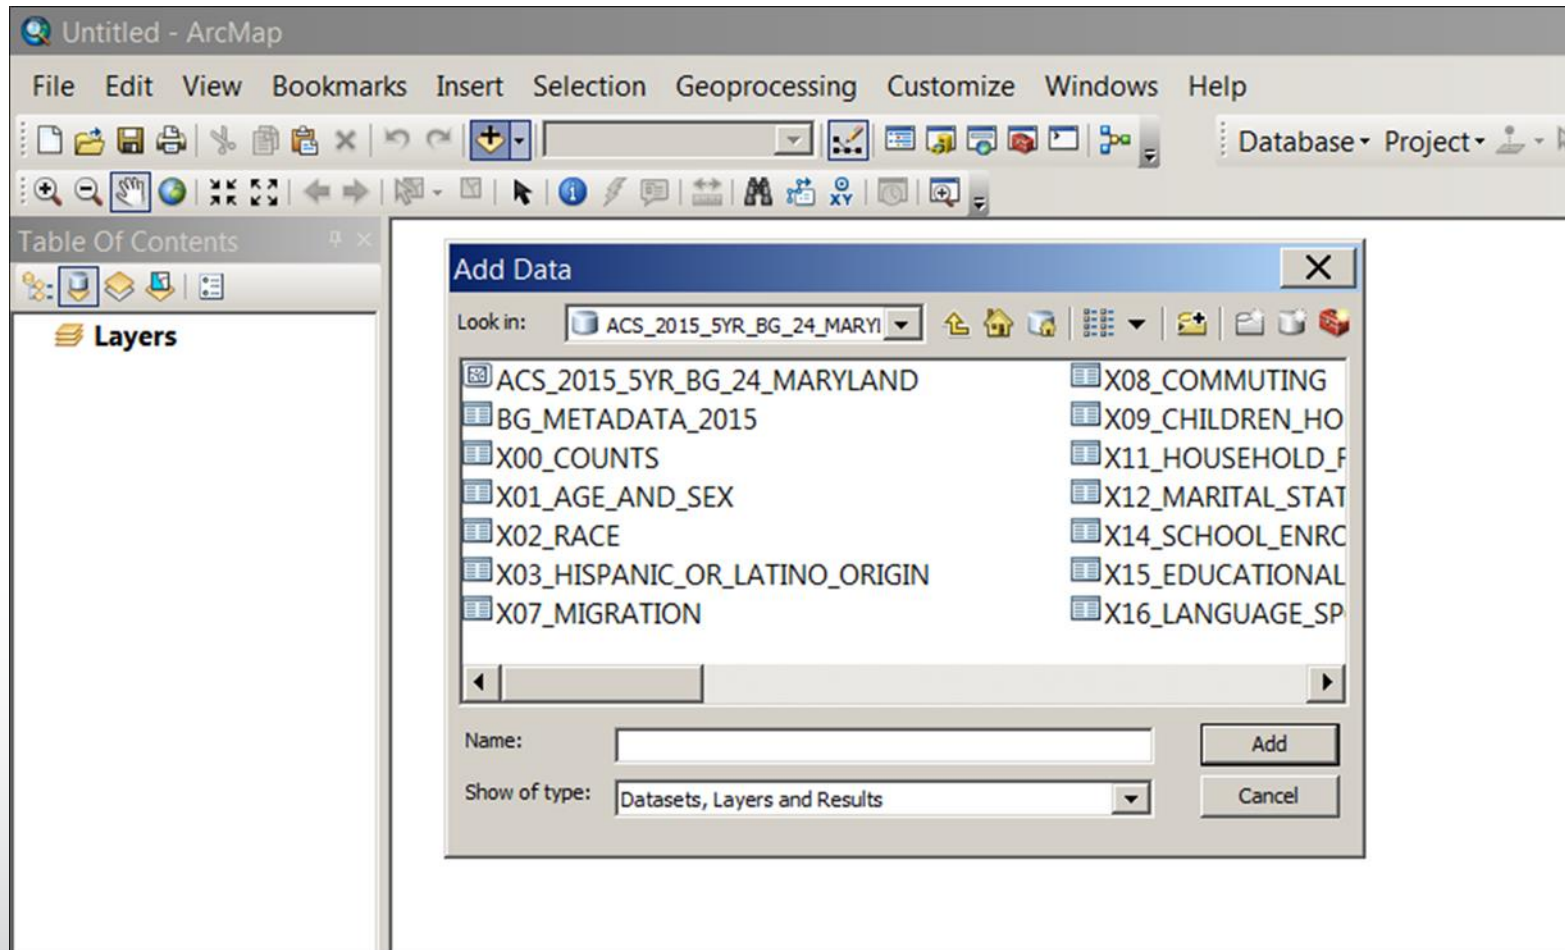 Untitled - ArcMap
File Edit View Bookmarks Insert Selection Geoprocessing Customize Windows Help
Database Project
Table Of Contents
Layers
Add Data
Look in: ACS_2015_5YR_BG_24_MARYL
ACS_2015_5YR_BG_24_MARYLAND
BG_METADATA_2015
X00_COUNTS
X01_AGE_AND_SEX
X02_RACE
X03_HISPANIC_OR_LATINO_ORIGIN
X07_MIGRATION
X08_COMMUTING
X09_CHILDREN_HO
X11_HOUSEHOLD_F
X12_MARITAL_STAT
X14_SCHOOL_ENRO
X15_EDUCATIONAL
X16_LANGUAGE_SP
Name:
Add
Show of type: Datasets, Layers and Results
Cancel